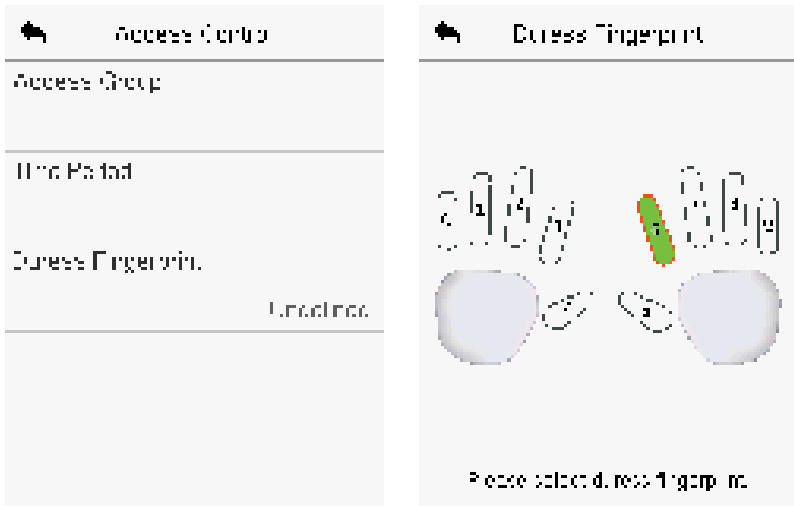 Access Control
Access Group
Time Period
Duress Fingerprint
Undefined
Duress Fingerprint
Please select duress fingerprint.